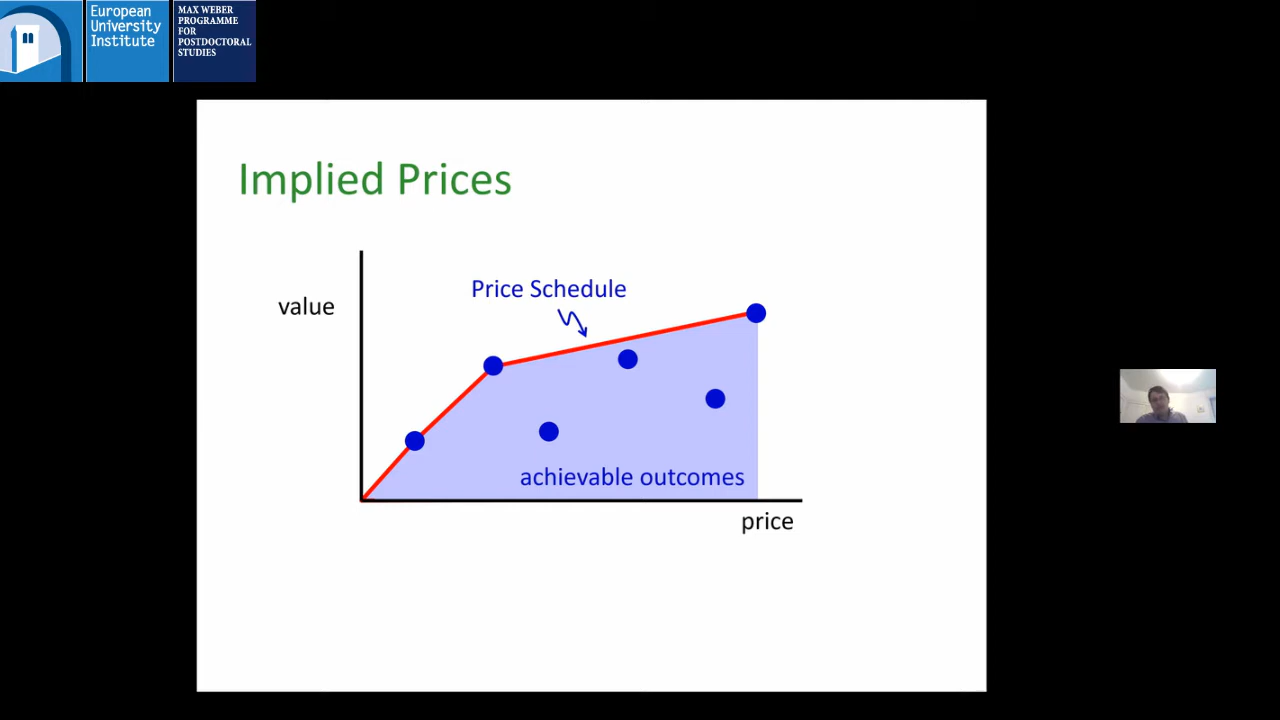 European
University
Institute
MAX WEBER
PROGRAMME
FOR
POSTDOCTORAL
STUDIES
Implied Prices
Price Schedule
value
achievable outcomes
price